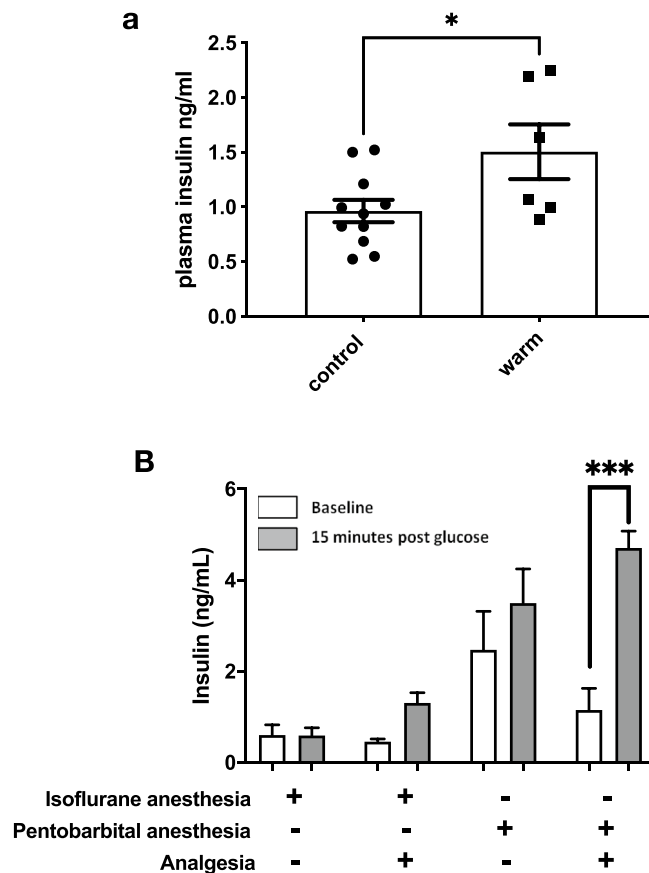 a
*
2.5
2.0
1.5
1.0
0.5
0.0
plasma insulin ng/ml
control
warm
B
***
6
4
2
0
Insulin (ng/mL)
Baseline
15 minutes post glucose
Isoflurane anesthesia + + - -
Pentobarbital anesthesia - - + +
Analgesia - + - +